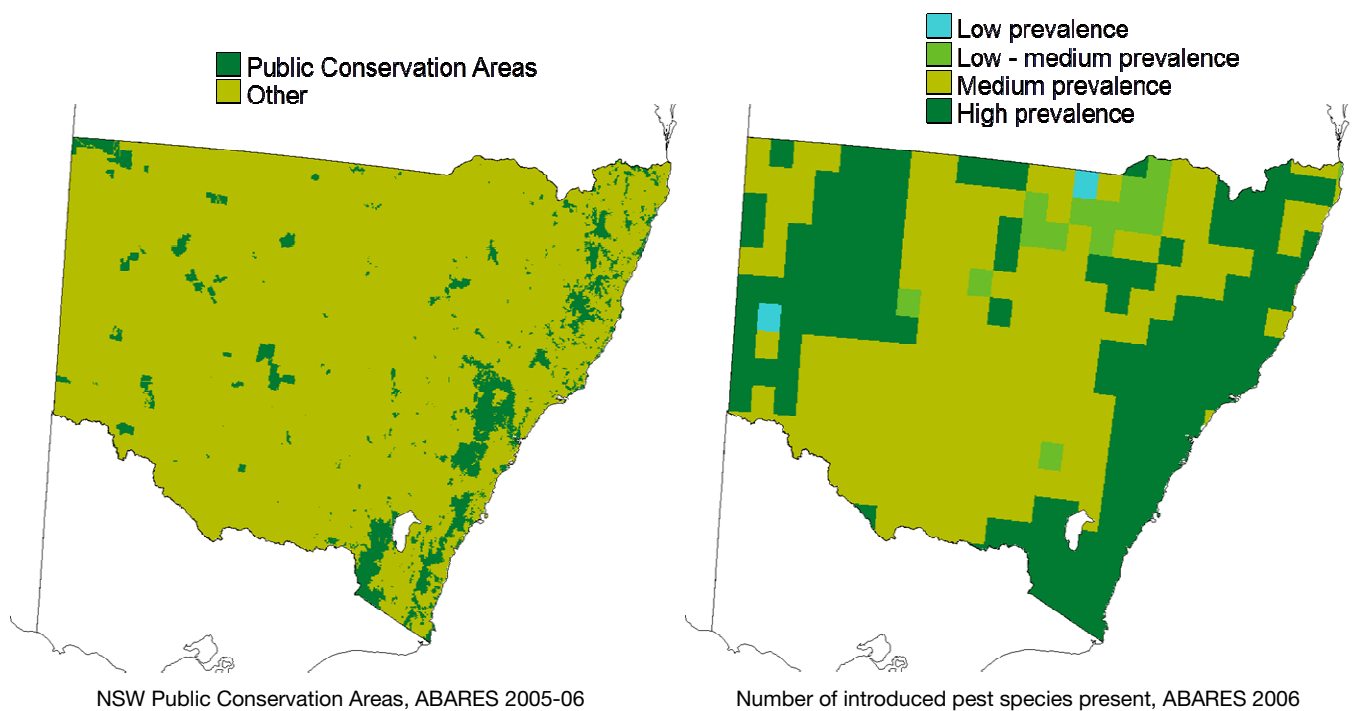 Public Conservation Areas
Other
Low prevalence
Low - medium prevalence
Medium prevalence
High prevalence
NSW Public Conservation Areas, ABARES 2005-06
Number of introduced pest species present, ABARES 2006